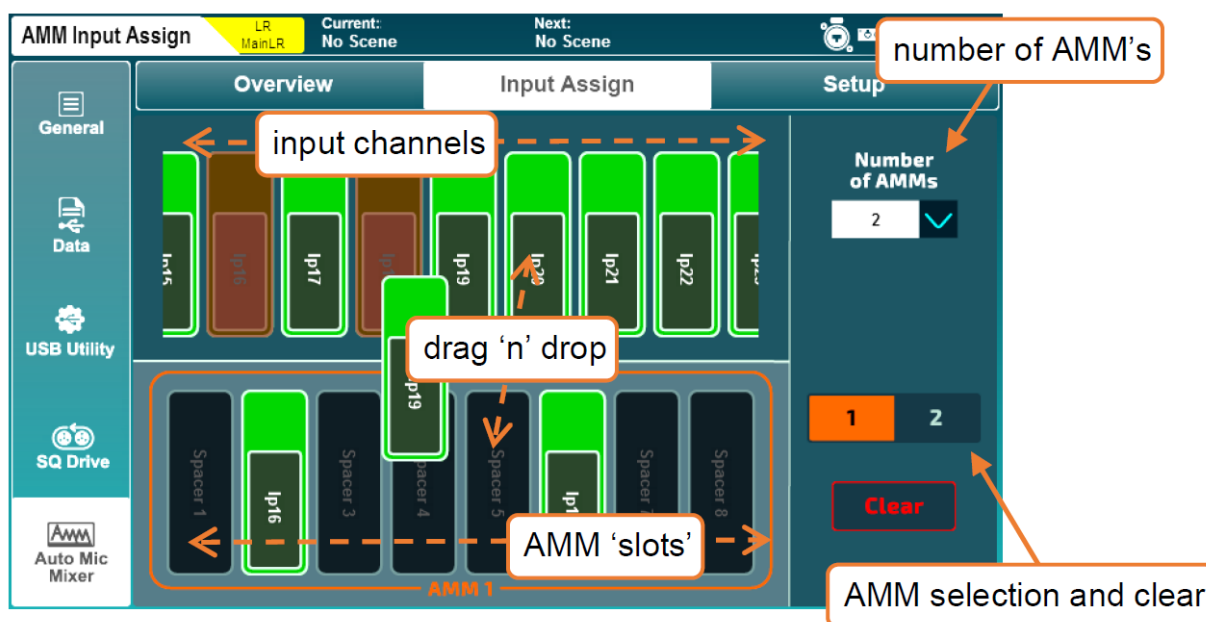 AMM Input Assign
LR
MainLR
Current:
No Scene
Next:
No Scene
number of AMM’s
Overview
Input Assign
Setup
General
Data
USB Utility
SQ Drive
Auto Mic
Mixer
input channels
Number
of AMMs
2
Ip15
Ip16
Ip17
Ip19
Ip20
Ip21
Ip22
drag ‘n’ drop
Ip19
1
2
Clear
Spacer 1
Ip16
Spacer 3
Spacer 4
Spacer 5
Spacer 8
AMM ‘slots’
AMM 1
AMM selection and clear